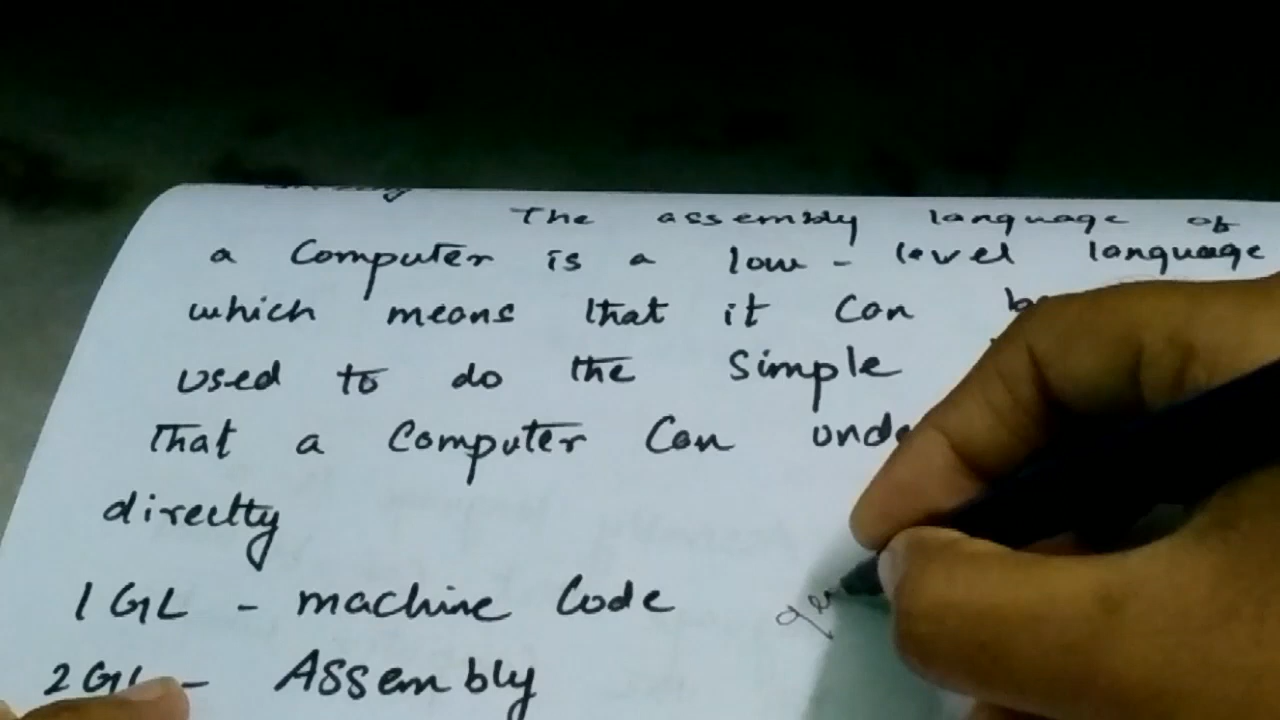 The assembly language of
a Computer is a low - level language
which means that it can
used to do the simple
that a Computer can
directly
1GL - machine code
2GL - Assembly